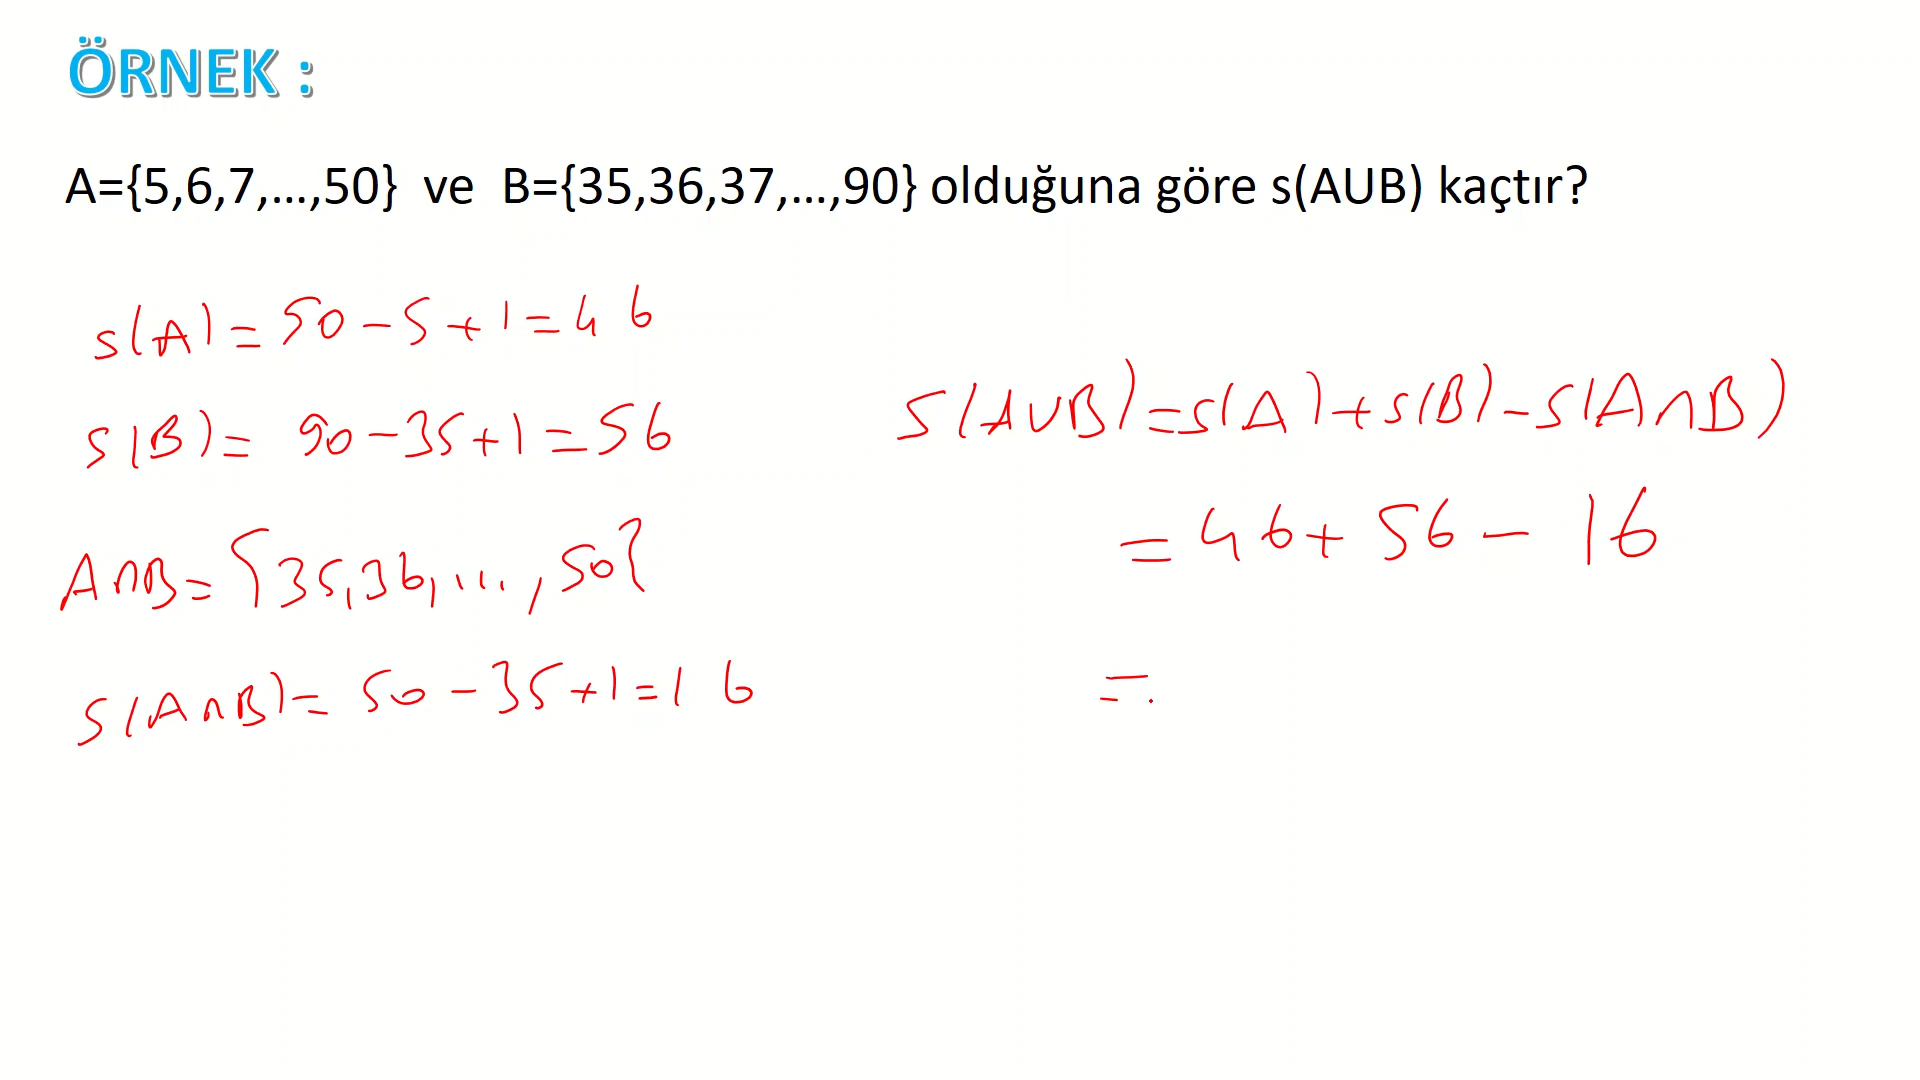 ÖRNEK :
A={5,6,7,...,50} ve B={35,36,37,...,90} olduğuna göre s(AUB) kaçtır?
s(A)=50-5+1=46
s(B)= 90-35+1=56
A∩B={35,36,...,50}
s(A∩B)=50-35+1=16
s(A∪B)=s(A)+s(B)-s(A∩B)
=46+56-16
=